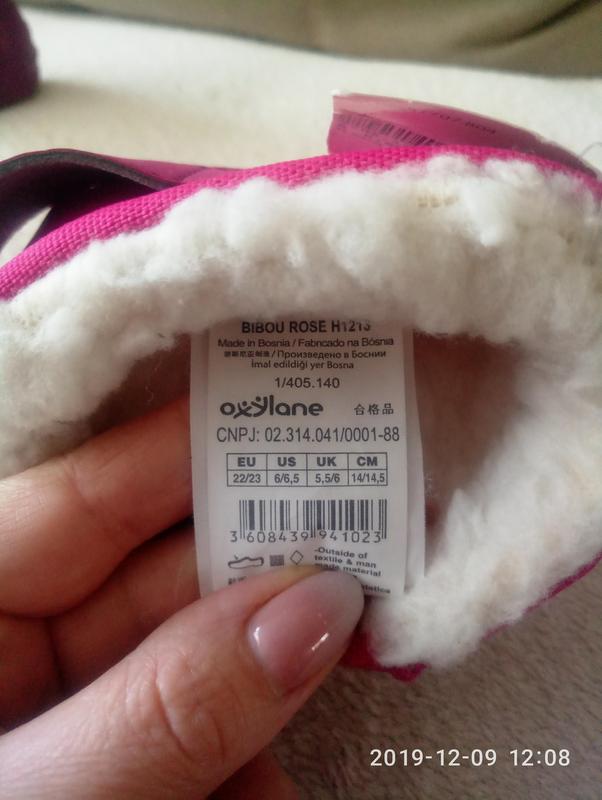 BIBOU ROSE H1213
Made in Bosnia / Fabricado na Bósnia
波斯尼亚制造 / Произведено в Боснии
İmal edildiği yer Bosna
1/405.140
oxylane 合格品
CNPJ: 02.314.041/0001-88
EU US UK CM
22/23 6/6,5 5,5/6 14/14,5
3 608439 941023
-Outside of
textile & man
made material
2019-12-09 12:08